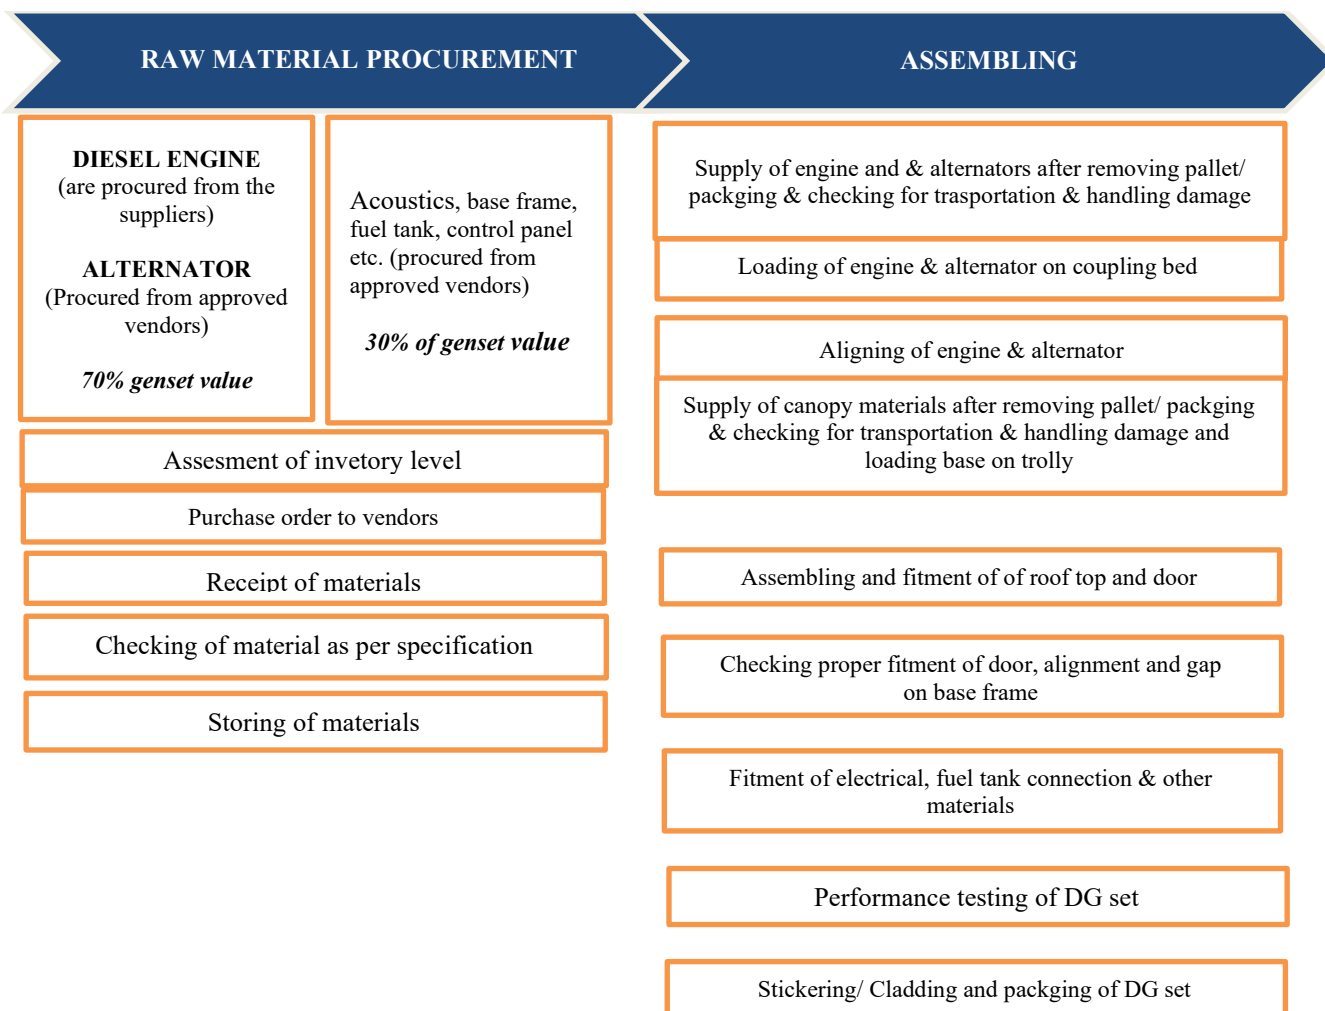 RAW MATERIAL PROCUREMENT
ASSEMBLING
DIESEL ENGINE
(are procured from the
suppliers)
ALTERNATOR
(Procured from approved
vendors)
70% genset value
Acoustics, base frame,
fuel tank, control panel
etc. (procured from
approved vendors)
30% of genset value
Assesment of invetory level
Purchase order to vendors
Receipt of materials
Checking of material as per specification
Storing of materials
Supply of engine and & alternators after removing pallet/
packging & checking for trasportation & handling damage
Loading of engine & alternator on coupling bed
Aligning of engine & alternator
Supply of canopy materials after removing pallet/ packging
& checking for transportation & handling damage and
loading base on trolly
Assembling and fitment of of roof top and door
Checking proper fitment of door, alignment and gap
on base frame
Fitment of electrical, fuel tank connection & other
materials
Performance testing of DG set
Stickering/ Cladding and packging of DG set